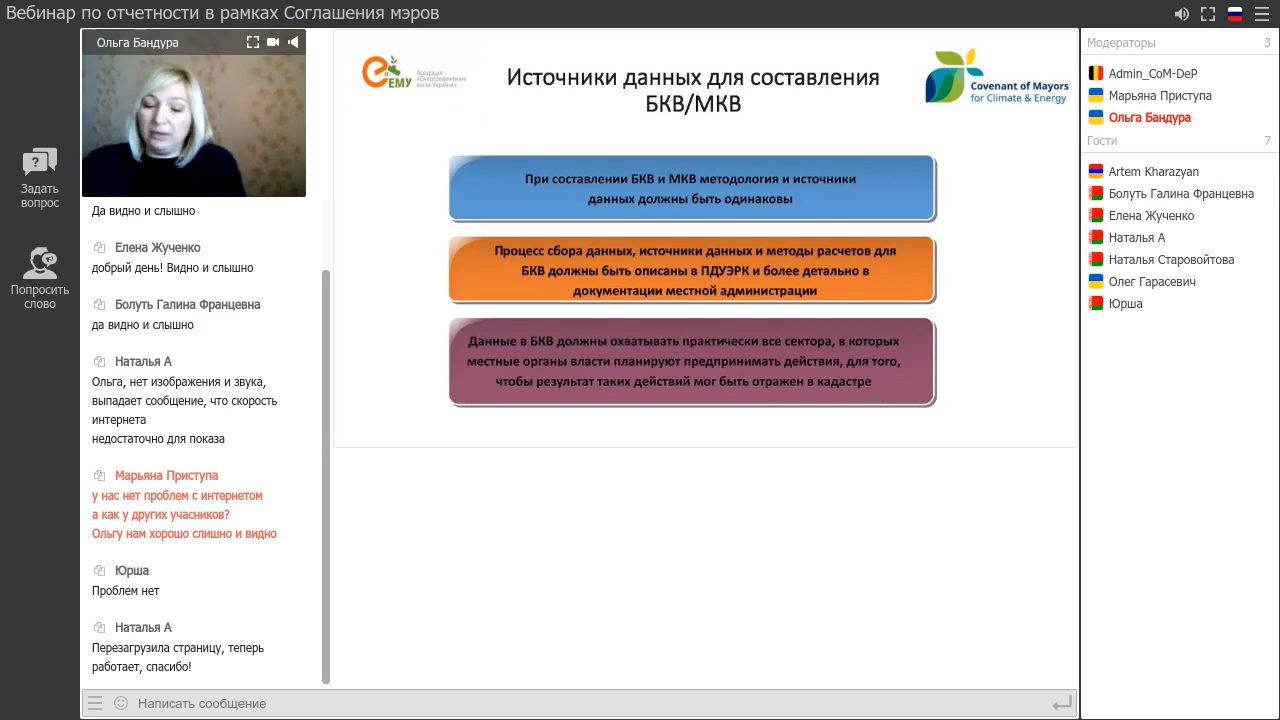 Вебинар по отчетности в рамках Соглашения мэров
Ольга Бандура
Задать
вопрос
Попросить
слово
Да видно и слышно
Елена Жученко
добрый день! Видно и слышно
Болуть Галина Францевна
да видно и слышно
Наталья А
Ольга, нет изображения и звука,
выпадает сообщение, что скорость
интернета
недостаточно для показа
Марьяна Приступа
у нас нет проблем с интернетом
а как у других учасников?
Ольгу нам хорошо слишно и видно
Юрша
Проблем нет
Наталья А
Перезагрузила страницу, теперь
работает, спасибо!
Написать сообщение
ЕЕМУ
Асоціація
«Енергоефективні
міста України»
Источники данных для составления
БКВ/МКВ
Covenant of Mayors
for Climate & Energy
При составлении БКВ и МКВ методология и источники
данных должны быть одинаковы
Процесс сбора данных, источники данных и методы расчетов для
БКВ должны быть описаны в ПДУЭРК и более детально в
документации местной администрации
Данные в БКВ должны охватывать практически все сектора, в которых
местные органы власти планируют предпринимать действия, для того,
чтобы результат таких действий мог быть отражен в кадастре
Модераторы 3
Admin_CoM-DeP
Марьяна Приступа
Ольга Бандура
Гости 7
Artem Kharazyan
Болуть Галина Францевна
Елена Жученко
Наталья А
Наталья Старовойтова
Олег Гарасевич
Юрша